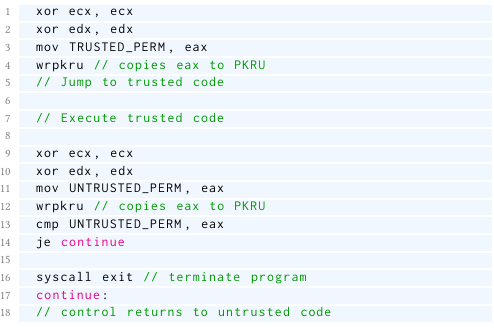 1 xor ecx, ecx
2 xor edx, edx
3 mov TRUSTED_PERM, eax
4 wrpkru // copies eax to PKRU
5 // Jump to trusted code
6
7 // Execute trusted code
8
9 xor ecx, ecx
10 xor edx, edx
11 mov UNTRUSTED_PERM, eax
12 wrpkru // copies eax to PKRU
13 cmp UNTRUSTED_PERM, eax
14 je continue
15
16 syscall exit // terminate program
17 continue:
18 // control returns to untrusted code